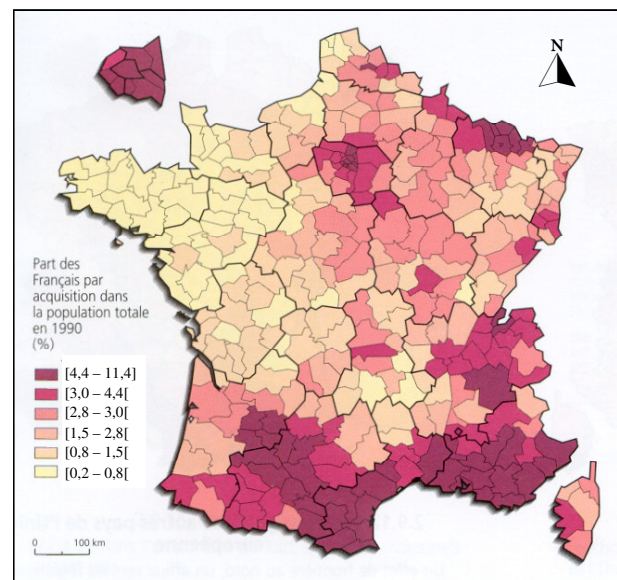 N
Part des
Français par
acquisition dans
la population totale
en 1990
(%)
[4,4 – 11,4]
[3,0 – 4,4[
[2,8 – 3,0[
[1,5 – 2,8[
[0,8 – 1,5[
[0,2 – 0,8[
0 100 km